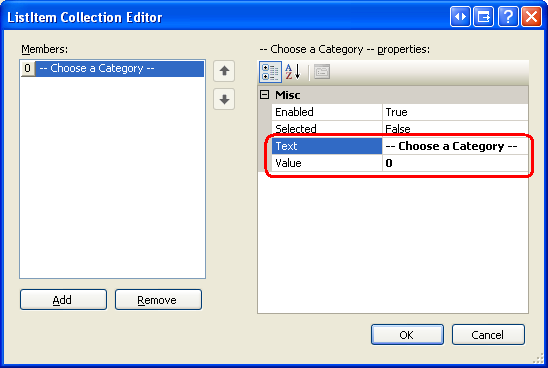 ListItem Collection Editor
Members:
0 -- Choose a Category --
Add
Remove
-- Choose a Category -- properties:
Misc
Enabled True
Selected False
Text -- Choose a Category --
Value 0
OK
Cancel